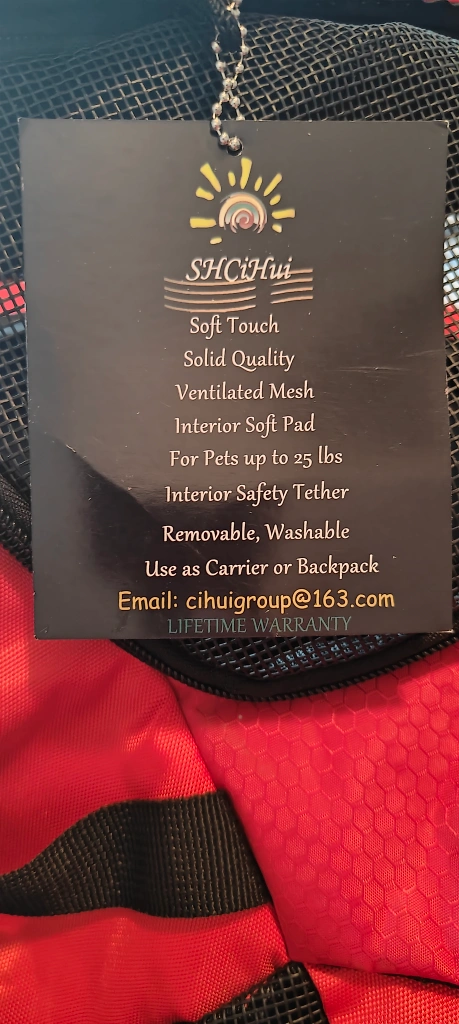 SHCiHui
Soft Touch
Solid Quality
Ventilated Mesh
Interior Soft Pad
For Pets up to 25 lbs
Interior Safety Tether
Removable, Washable
Use as Carrier or Backpack
Email: cihuigroup@163.com
LIFETIME WARRANTY